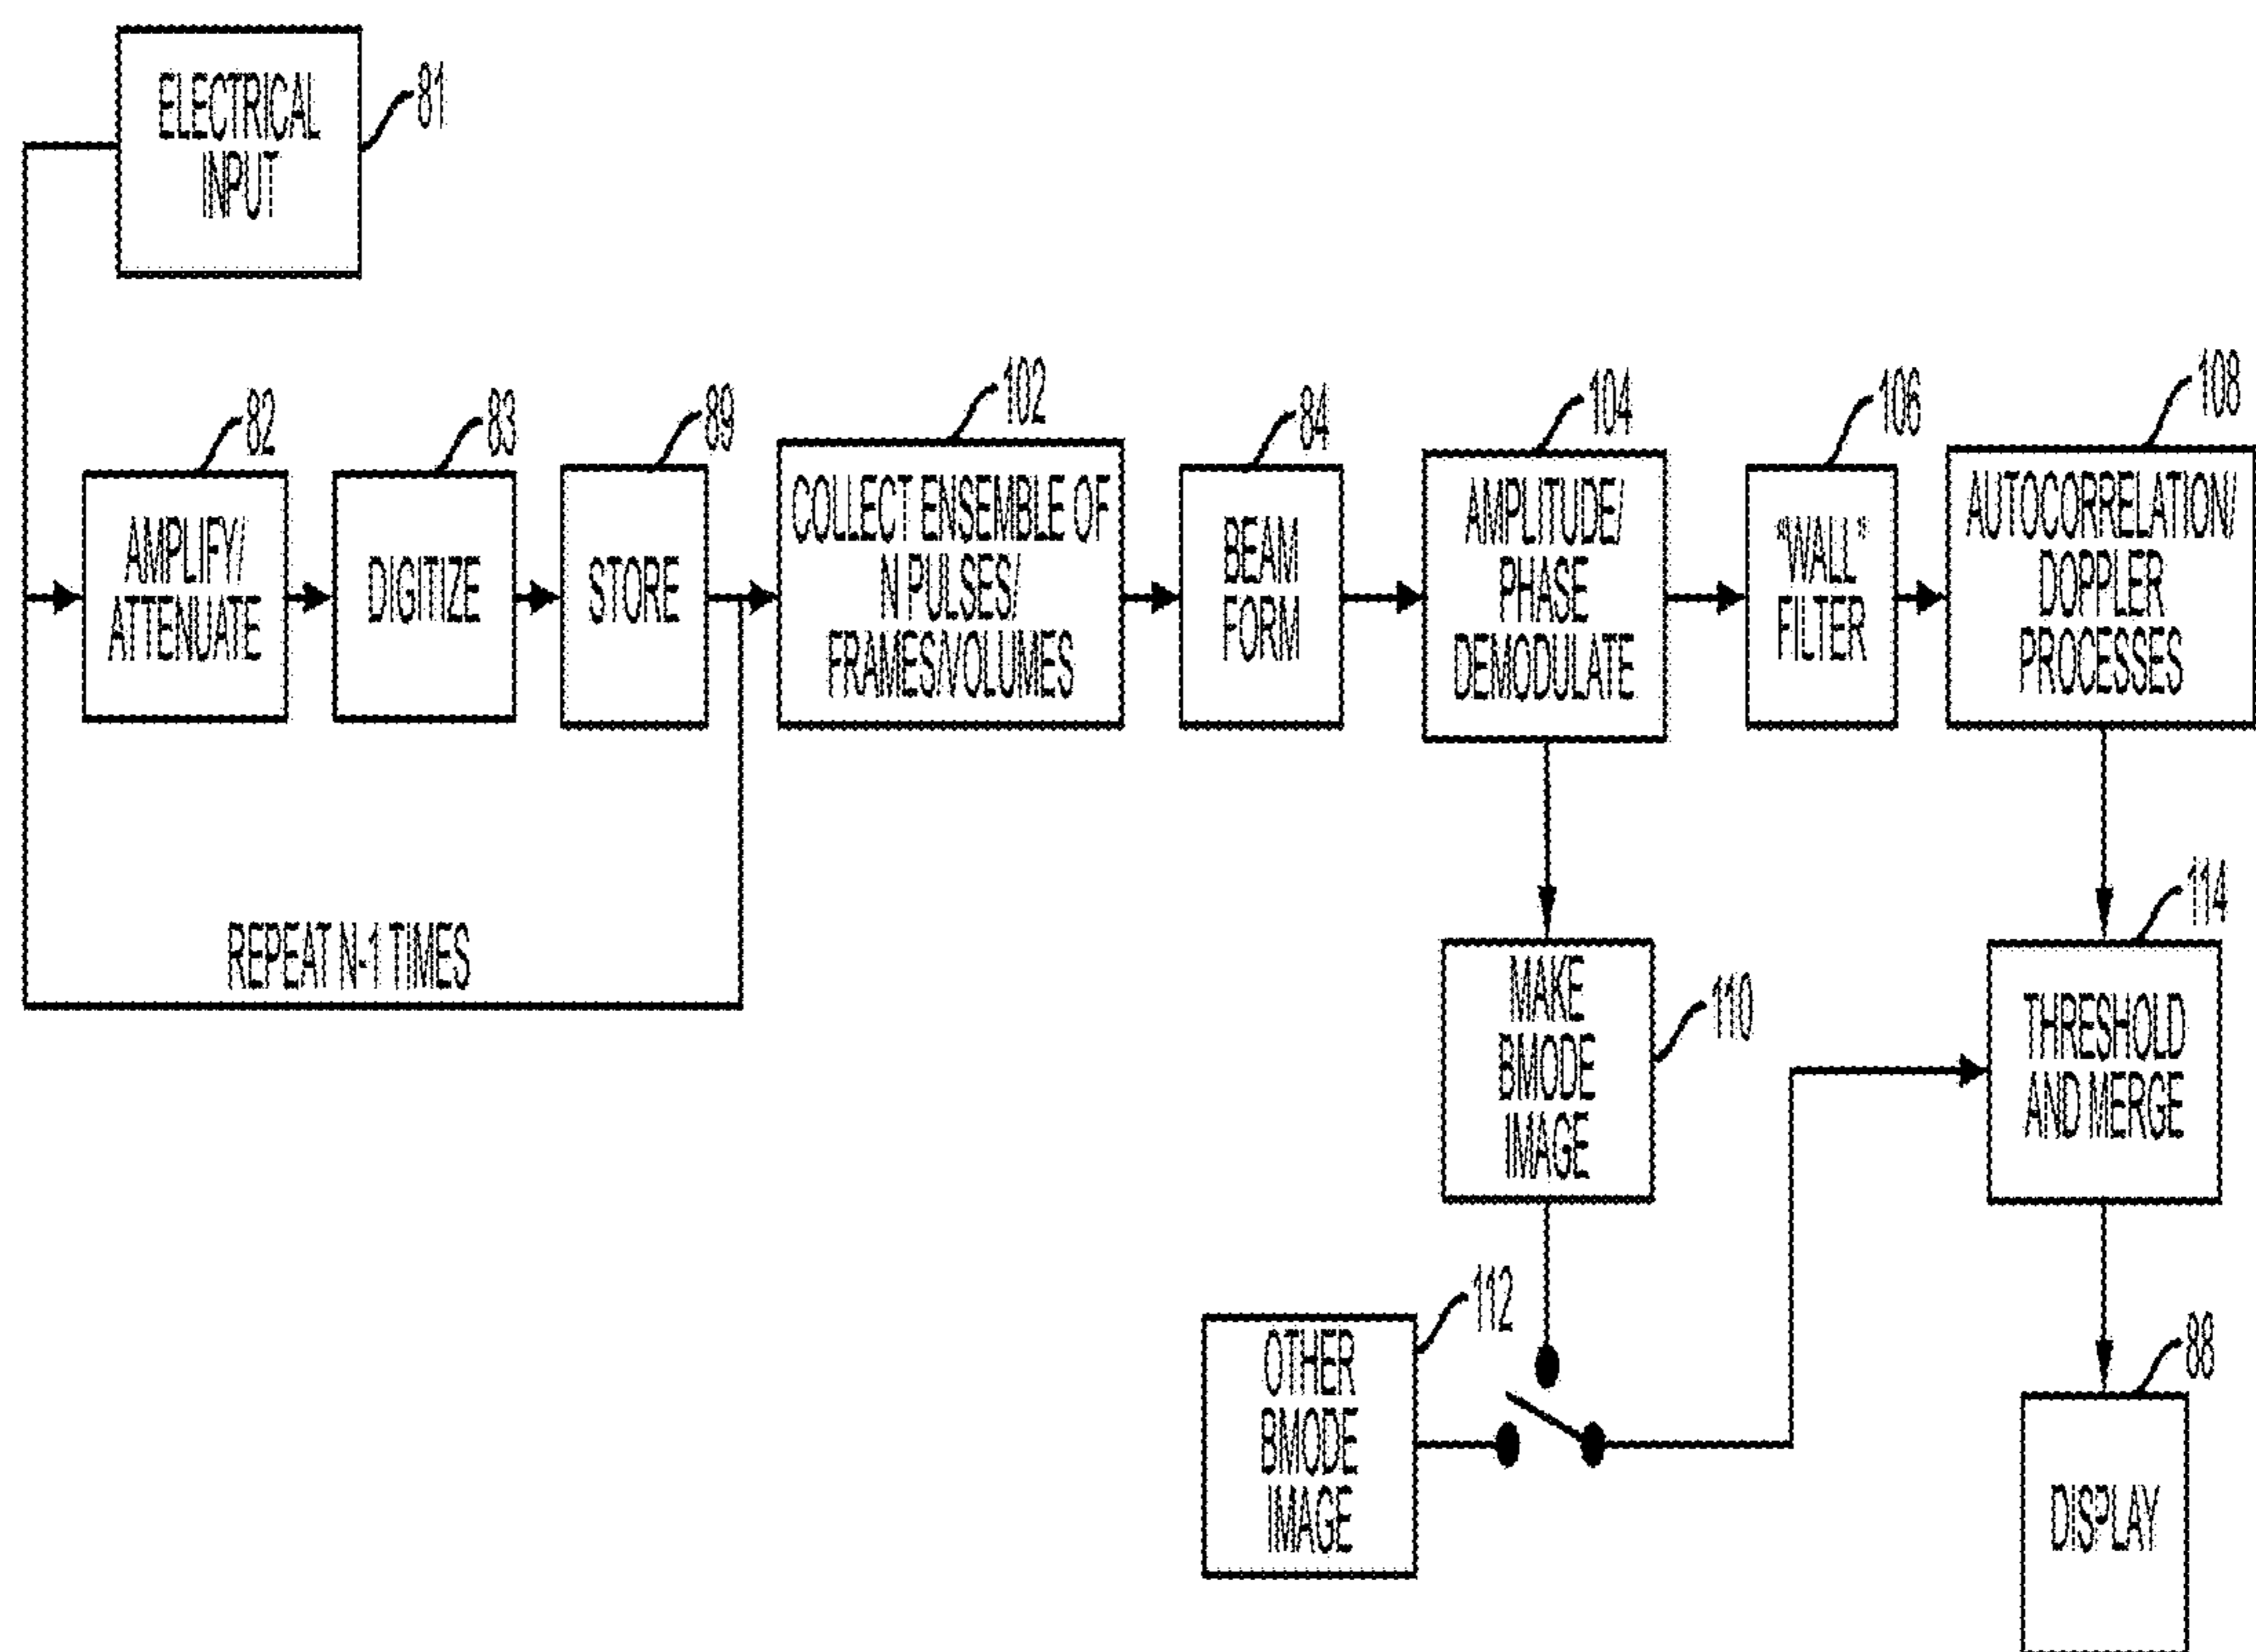 ELECTRICAL
INPUT
81
82
AMPLIFY/
ATTENUATE
83
DIGITIZE
89
STORE
102
COLLECT ENSEMBLE OF
N PULSES/
FRAMES/VOLUMES
84
BEAM
FORM
104
AMPLITUDE/
PHASE
DEMODULATE
106
"WALL"
FILTER
108
AUTOCORRELATION/
DOPPLER
PROCESSES
REPEAT N-1 TIMES
110
MAKE
BMODE
IMAGE
114
THRESHOLD
AND MERGE
112
OTHER
BMODE
IMAGE
88
DISPLAY